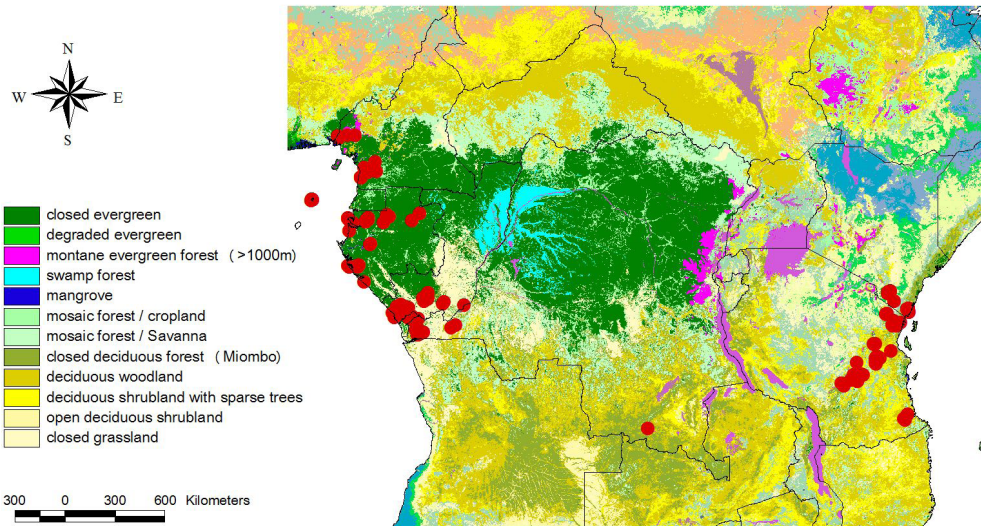 N
W E
S
closed evergreen
degraded evergreen
montane evergreen forest (>1000m)
swamp forest
mangrove
mosaic forest / cropland
mosaic forest / Savanna
closed deciduous forest (Miombo)
deciduous woodland
deciduous shrubland with sparse trees
open deciduous shrubland
closed grassland
300 0 300 600 Kilometers